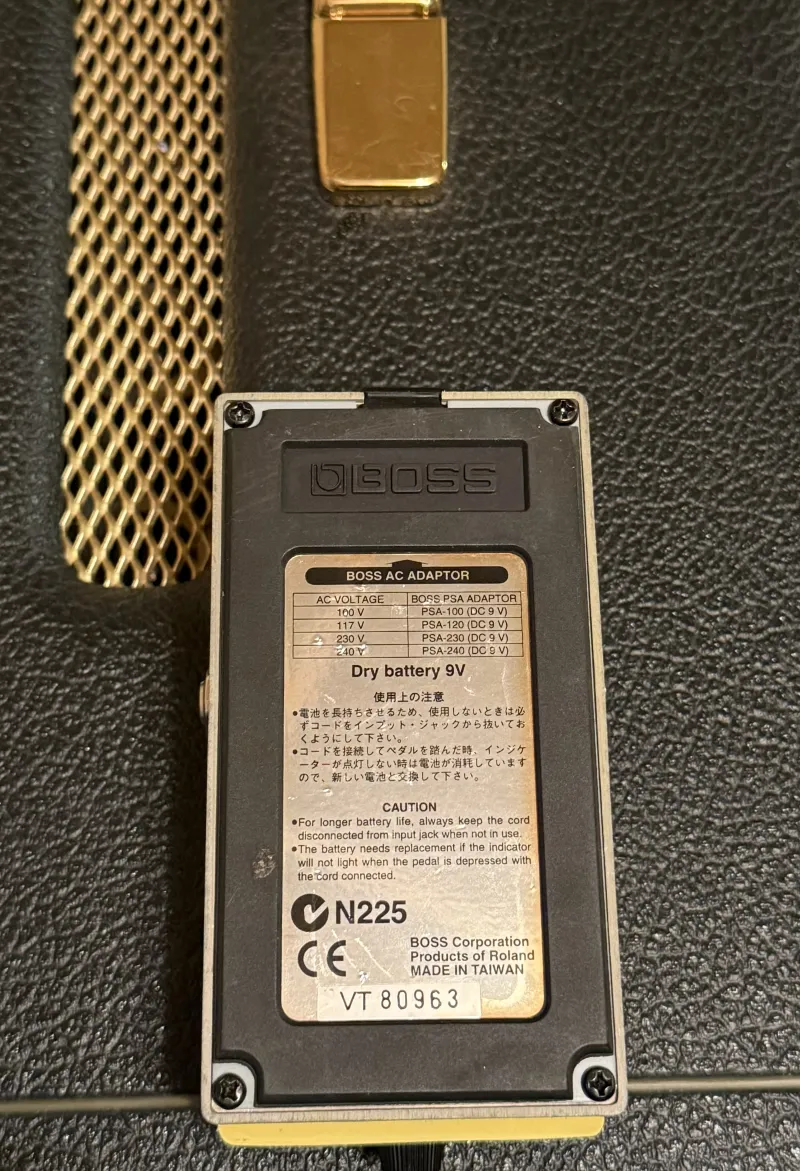 BOSS
BOSS AC ADAPTOR
AC VOLTAGE BOSS PSA ADAPTOR
100 V PSA-100 (DC 9 V)
117 V PSA-120 (DC 9 V)
230 V PSA-230 (DC 9 V)
240 V PSA-240 (DC 9 V)
Dry battery 9V
使用上の注意
●電池を長持ちさせるため、使用しないときは必
ずコードをインプット・ジャックから抜いてお
くようにして下さい。
●コードを接続してペダルを踏んだ時、インジケ
ーターが点灯しない時は電池が消耗しています
ので、新しい電池と交換して下さい。
CAUTION
●For longer battery life, always keep the cord
disconnected from input jack when not in use.
●The battery needs replacement if the indicator
will not light when the pedal is depressed with
the cord connected.
N225
CE
BOSS Corporation
Products of Roland
MADE IN TAIWAN
VT 80963